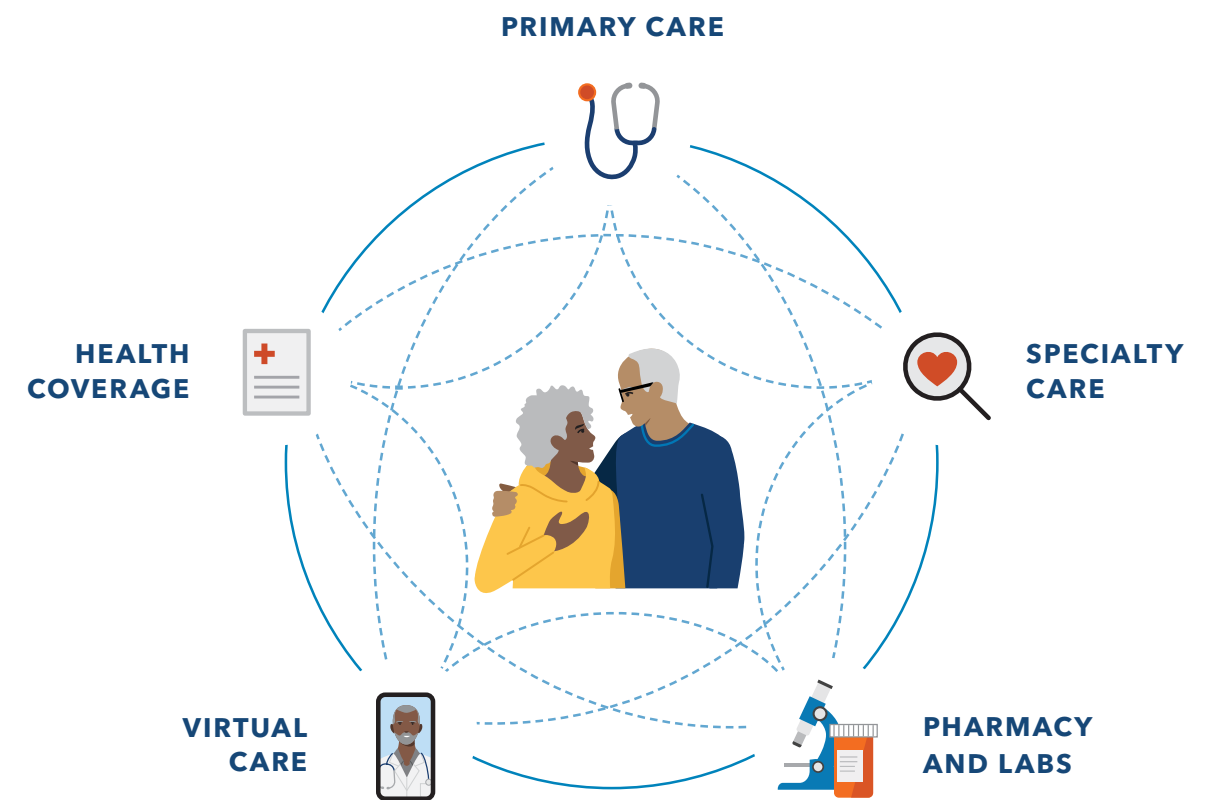 PRIMARY CARE
HEALTH
COVERAGE
SPECIALTY
CARE
VIRTUAL
CARE
PHARMACY
AND LABS